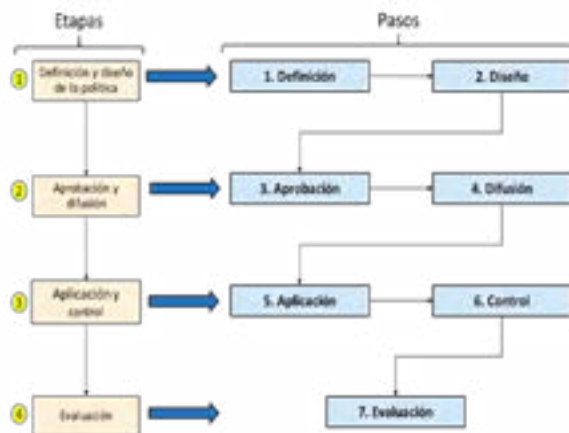 Etapas
Pasos
1
Definición y diseño
de la política
1. Definición
2. Diseño
2
Aprobación y
difusión
3. Aprobación
4. Difusión
3
Aplicación y
control
5. Aplicación
6. Control
4
Evaluación
7. Evaluación